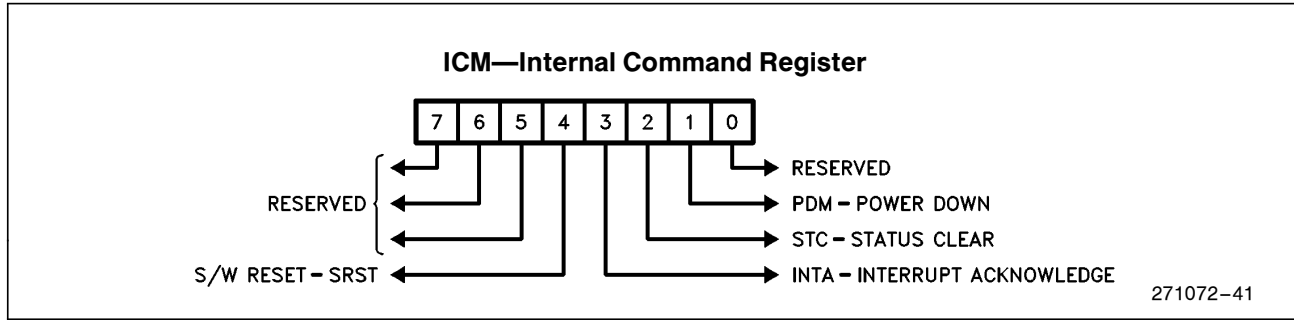 ICM—Internal Command Register
7 6 5 4 3 2 1 0
RESERVED
RESERVED
PDM – POWER DOWN
STC – STATUS CLEAR
S/W RESET – SRST
INTA – INTERRUPT ACKNOWLEDGE
271072–41